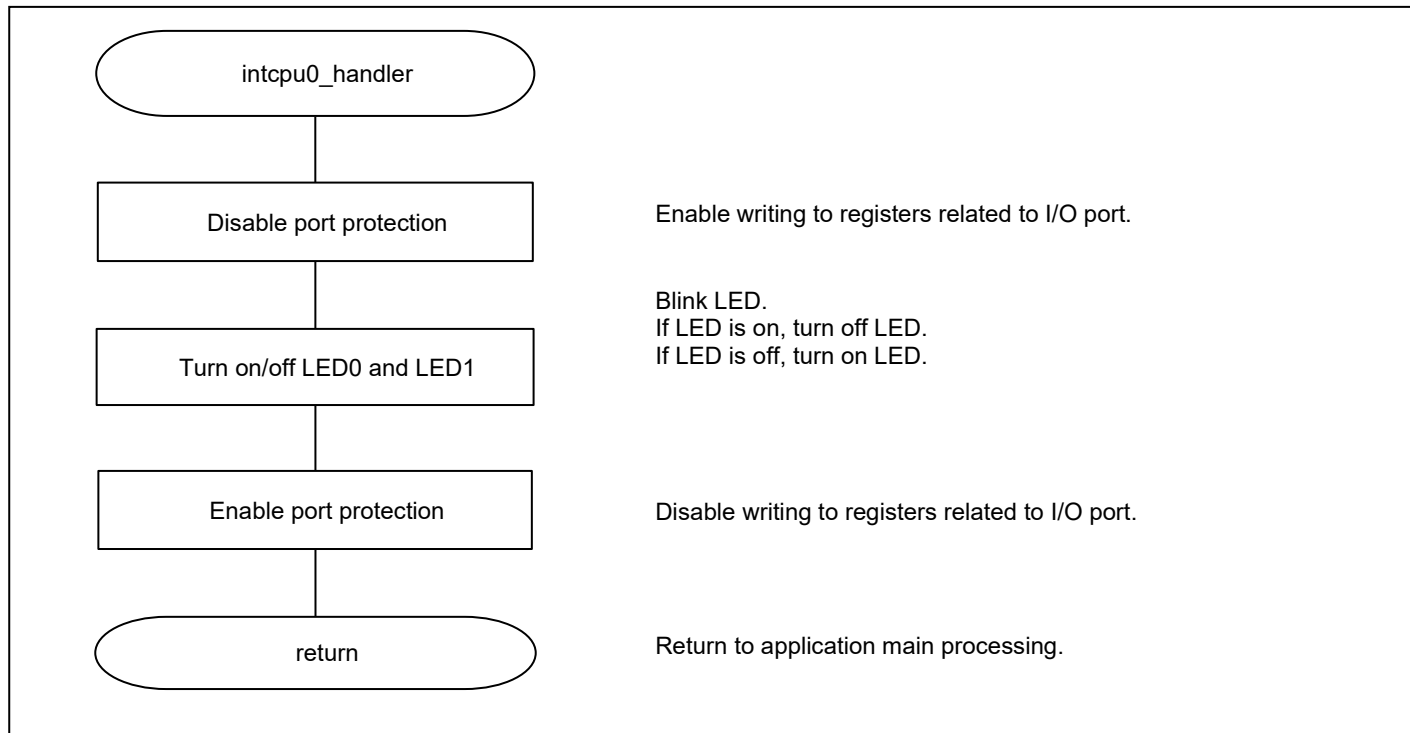 intcpu0_handler
Disable port protection
Enable writing to registers related to I/O port.
Blink LED.
If LED is on, turn off LED.
If LED is off, turn on LED.
Turn on/off LED0 and LED1
Enable port protection
Disable writing to registers related to I/O port.
return
Return to application main processing.